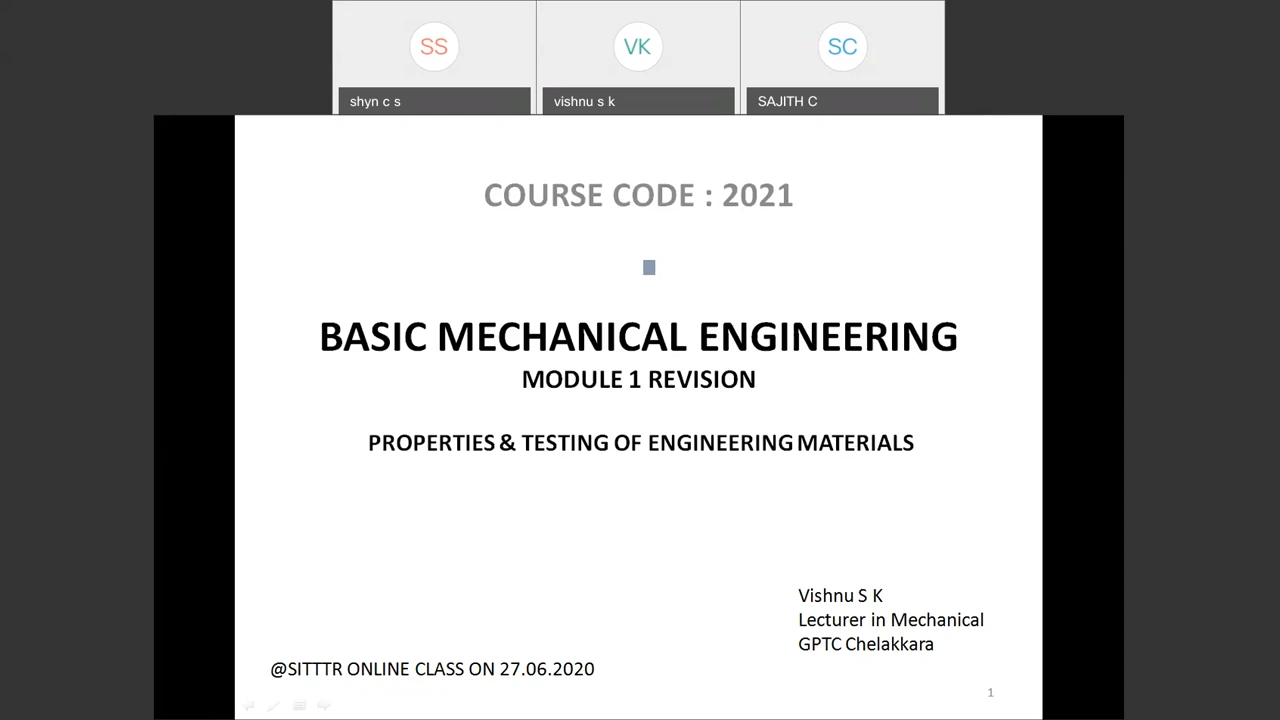 SS
VK
SC
shyn c s
vishnu s k
SAJITH C
COURSE CODE : 2021
BASIC MECHANICAL ENGINEERING
MODULE 1 REVISION
PROPERTIES & TESTING OF ENGINEERING MATERIALS
Vishnu S K
Lecturer in Mechanical
GPTC Chelakkara
@SITTTR ONLINE CLASS ON 27.06.2020
1